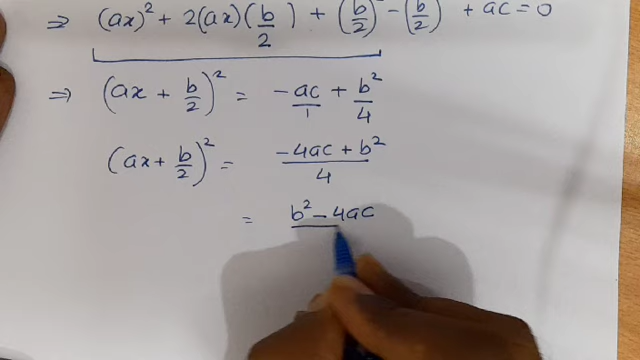 ⇒ (ax)² + 2(ax)(b/2) + (b/2)² - (b/2)² + ac = 0
⇒ (ax + b/2)² = -ac/1 + b²/4
(ax + b/2)² = -4ac + b²/4
= b² - 4ac